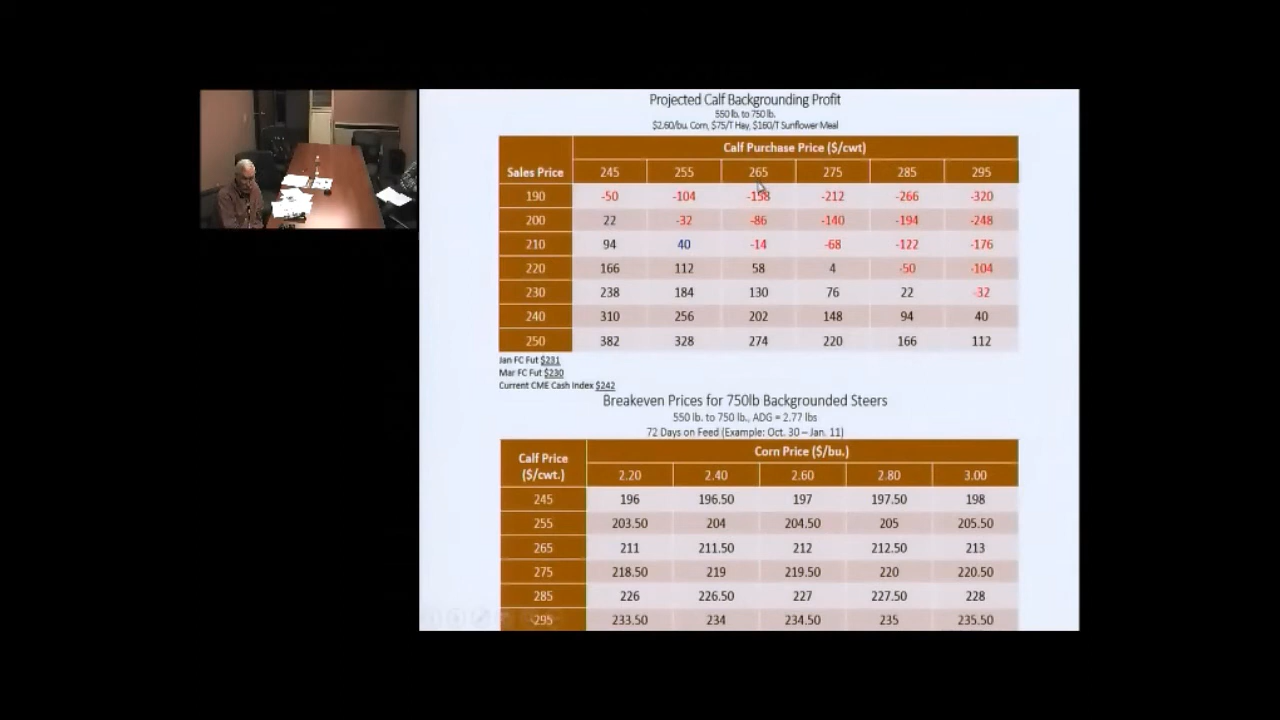 Projected Calf Backgrounding Profit
550 lb. to 750 lb.
$2.60/bu. Corn, $75/T Hay, $160/T Sunflower Meal
Sales Price Calf Purchase Price ($/cwt)
245 255 265 275 285 295
190 -50 -104 -158 -212 -266 -320
200 22 -32 -86 -140 -194 -248
210 94 40 -14 -68 -122 -176
220 166 112 58 4 -50 -104
230 238 184 130 76 22 -32
240 310 256 202 148 94 40
250 382 328 274 220 166 112
Jan FC Fut $231
Mar FC Fut $230
Current CME Cash Index $242
Breakeven Prices for 750lb Backgrounded Steers
550 lb. to 750 lb., ADG = 2.77 lbs
72 Days on Feed (Example: Oct. 30 – Jan. 11)
Calf Price ($/cwt.) Corn Price ($/bu.)
2.20 2.40 2.60 2.80 3.00
245 196 196.50 197 197.50 198
255 203.50 204 204.50 205 205.50
265 211 211.50 212 212.50 213
275 218.50 219 219.50 220 220.50
285 226 226.50 227 227.50 228
295 233.50 234 234.50 235 235.50